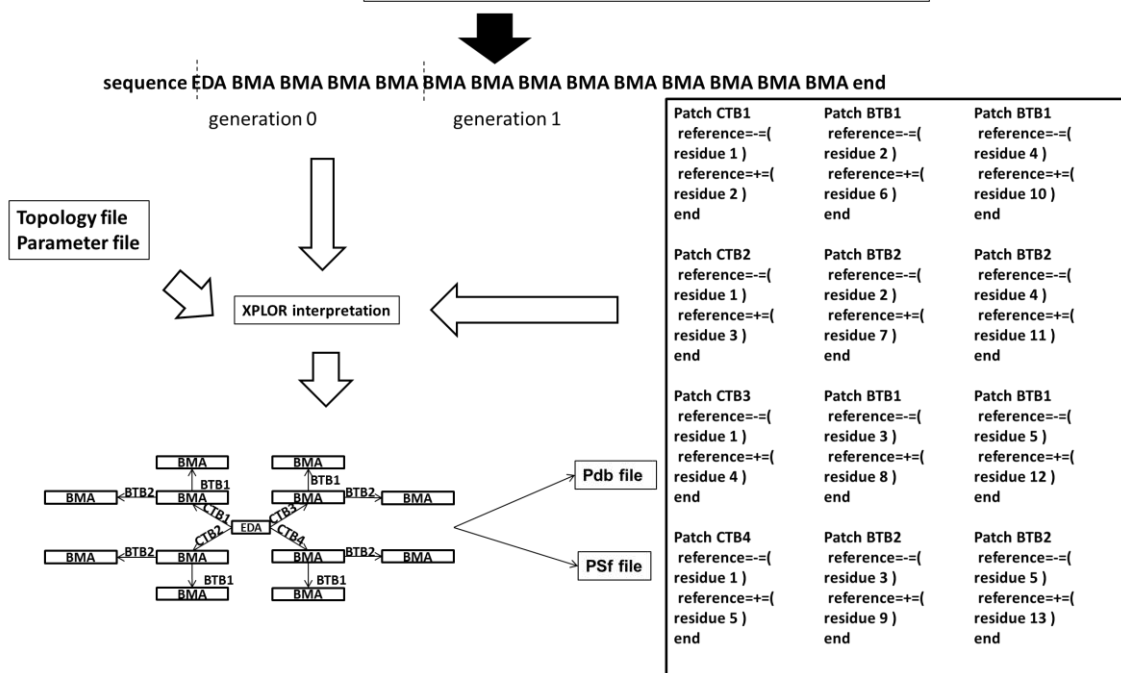 sequence EDA BMA BMA BMA BMA BMA BMA BMA BMA BMA BMA BMA BMA BMA end
generation 0
generation 1
Topology file
Parameter file
XPLOR interpretation
Patch CTB1
reference=-=(
residue 1 )
reference=+=(
residue 2 )
end
Patch CTB2
reference=-=(
residue 1 )
reference=+=(
residue 3 )
end
Patch CTB3
reference=-=(
residue 1 )
reference=+=(
residue 4 )
end
Patch CTB4
reference=-=(
residue 1 )
reference=+=(
residue 5 )
end
Patch BTB1
reference=-=(
residue 2 )
reference=+=(
residue 6 )
end
Patch BTB2
reference=-=(
residue 2 )
reference=+=(
residue 7 )
end
Patch BTB1
reference=-=(
residue 3 )
reference=+=(
residue 8 )
end
Patch BTB2
reference=-=(
residue 3 )
reference=+=(
residue 9 )
end
Patch BTB1
reference=-=(
residue 4 )
reference=+=(
residue 10 )
end
Patch BTB2
reference=-=(
residue 4 )
reference=+=(
residue 11 )
end
Patch BTB1
reference=-=(
residue 5 )
reference=+=(
residue 12 )
end
Patch BTB2
reference=-=(
residue 5 )
reference=+=(
residue 13 )
end
BMA
BMA
BTB1
BTB1
BMA
BTB2
BMA
BMA
BTB2
BMA
CTB1
CTB3
EDA
CTB2
CTB4
BMA
BTB2
BMA
BMA
BTB2
BMA
BTB1
BTB1
BMA
BMA
Pdb file
PSf file